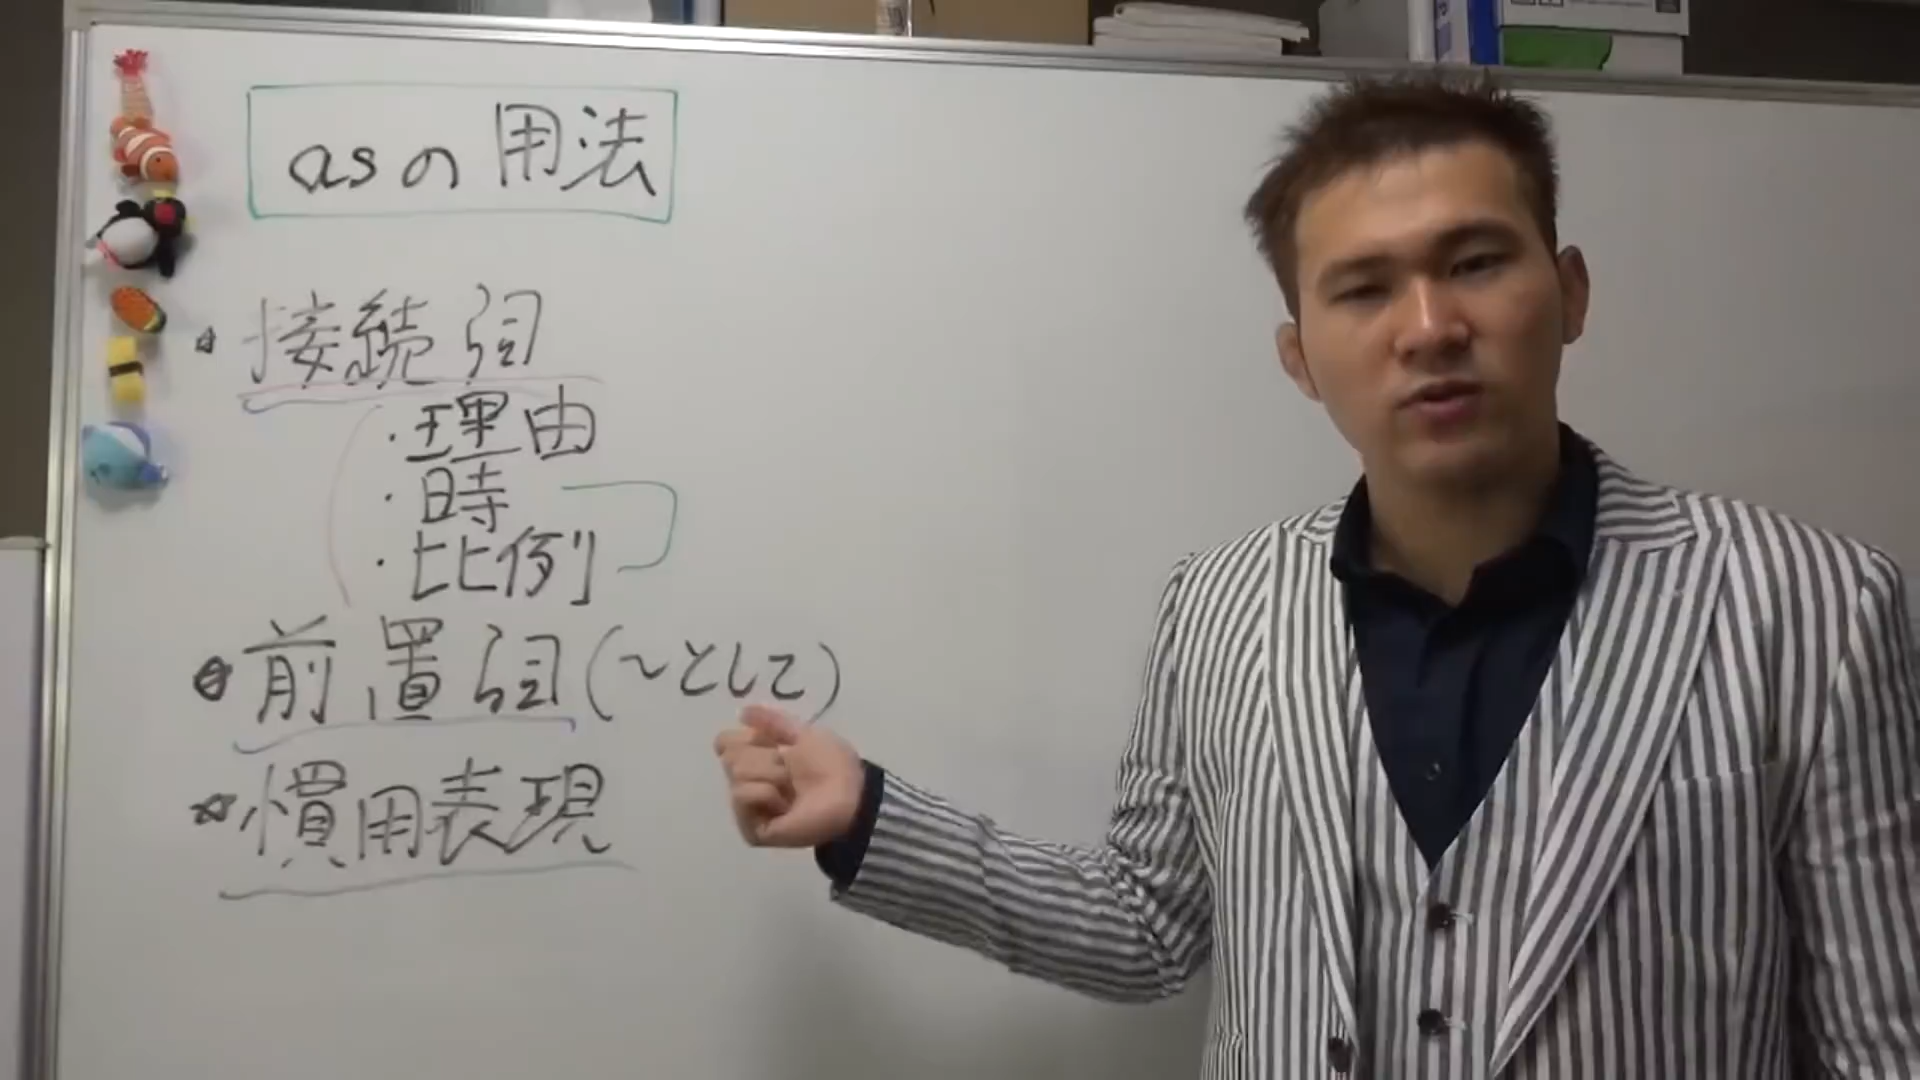 asの用法
☆接続詞
・理由
・時
・比例
☆前置詞(～として)
☆慣用表現